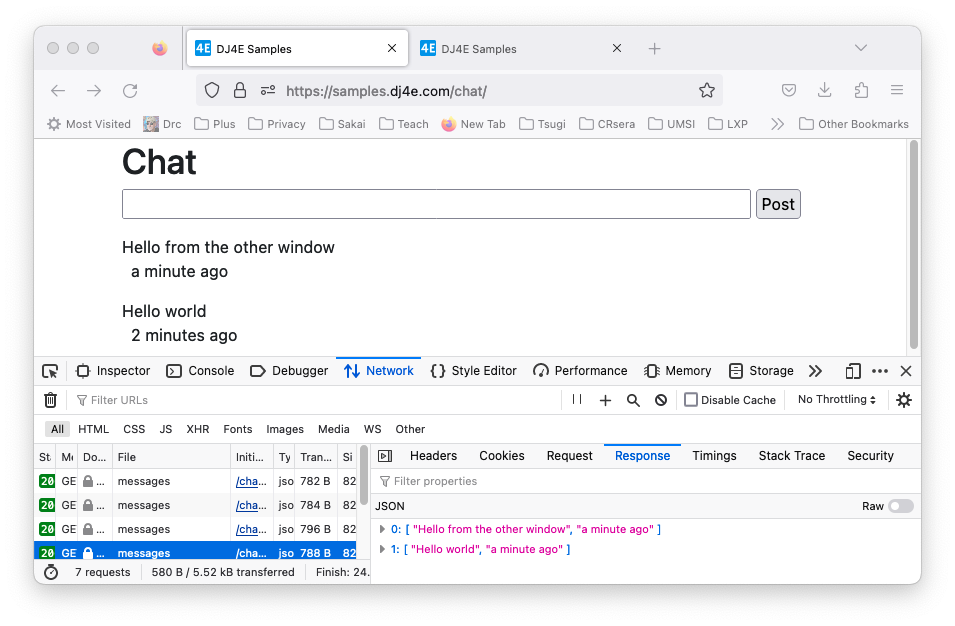 4E DJ4E Samples 4E DJ4E Samples
https://samples.dj4e.com/chat/
Most Visited Drc Plus Privacy Sakai Teach New Tab Tsugi CRsera UMSI LXP Other Bookmarks
Chat
Post
Hello from the other window
a minute ago
Hello world
2 minutes ago
Inspector Console Debugger Network Style Editor Performance Memory Storage
Filter URLs Disable Cache No Throttling
All HTML CSS JS XHR Fonts Images Media WS Other
St Me Do... File Initi... Ty Tran... Si
Headers Cookies Request Response Timings Stack Trace Security
20 GE ... messages /cha... jso 782 B 82
Filter properties
20 GE ... messages /cha... jso 784 B 82
JSON Raw
20 GE ... messages /cha... jso 796 B 82
0: [ "Hello from the other window", "a minute ago" ]
20 GE ... messages /cha... jso 788 B 82
1: [ "Hello world", "a minute ago" ]
7 requests 580 B / 5.52 kB transferred Finish: 24.